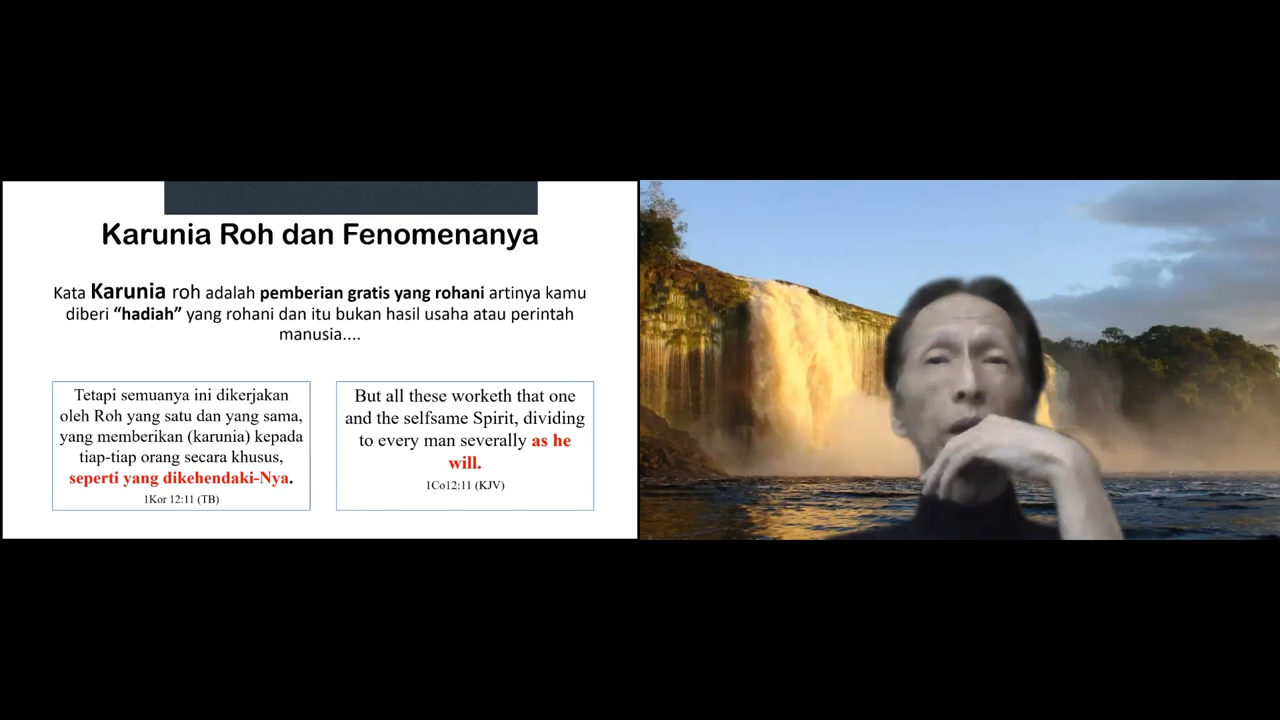 Karunia Roh dan Fenomenanya
Kata Karunia roh adalah pemberian gratis yang rohani artinya kamu
diberi “hadiah” yang rohani dan itu bukan hasil usaha atau perintah
manusia....
Tetapi semuanya ini dikerjakan
oleh Roh yang satu dan yang sama,
yang memberikan (karunia) kepada
tiap-tiap orang secara khusus,
seperti yang dikehendaki-Nya.
1Kor 12:11 (TB)
But all these worketh that one
and the selfsame Spirit, dividing
to every man severally as he
will.
1Co12:11 (KJV)